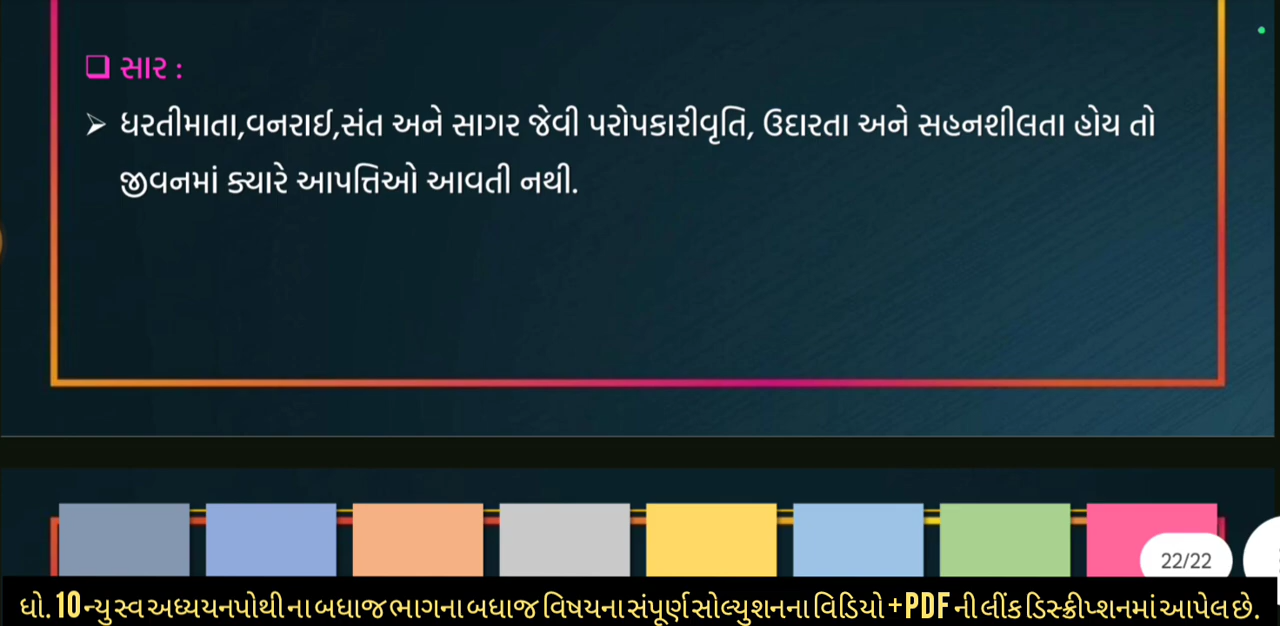 ❑ સાર :
➢ ધરતીમાતા,વનરાઈ,સંત અને સાગર જેવી પરોપકારીવૃતિ, ઉદારતા અને સહનશીલતા હોય તો
જીવનમાં ક્યારે આપત્તિઓ આવતી નથી.
22/22
ધો. 10 ન્યુ સ્વ અધ્યયનપોથી ના બધાજ ભાગના બધાજ વિષયના સંપૂર્ણ સોલ્યુશનના વિડિયો + PDF ની લીંક ડિસ્ક્રીપ્શનમાં આપેલ છે.